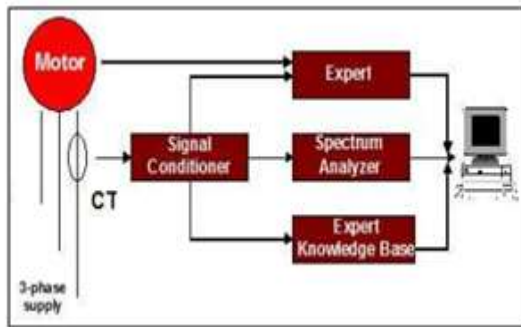 Motor
Expert
Signal
Conditioner
Spectrum
Analyzer
CT
Expert
Knowledge Base
3-phase
supply